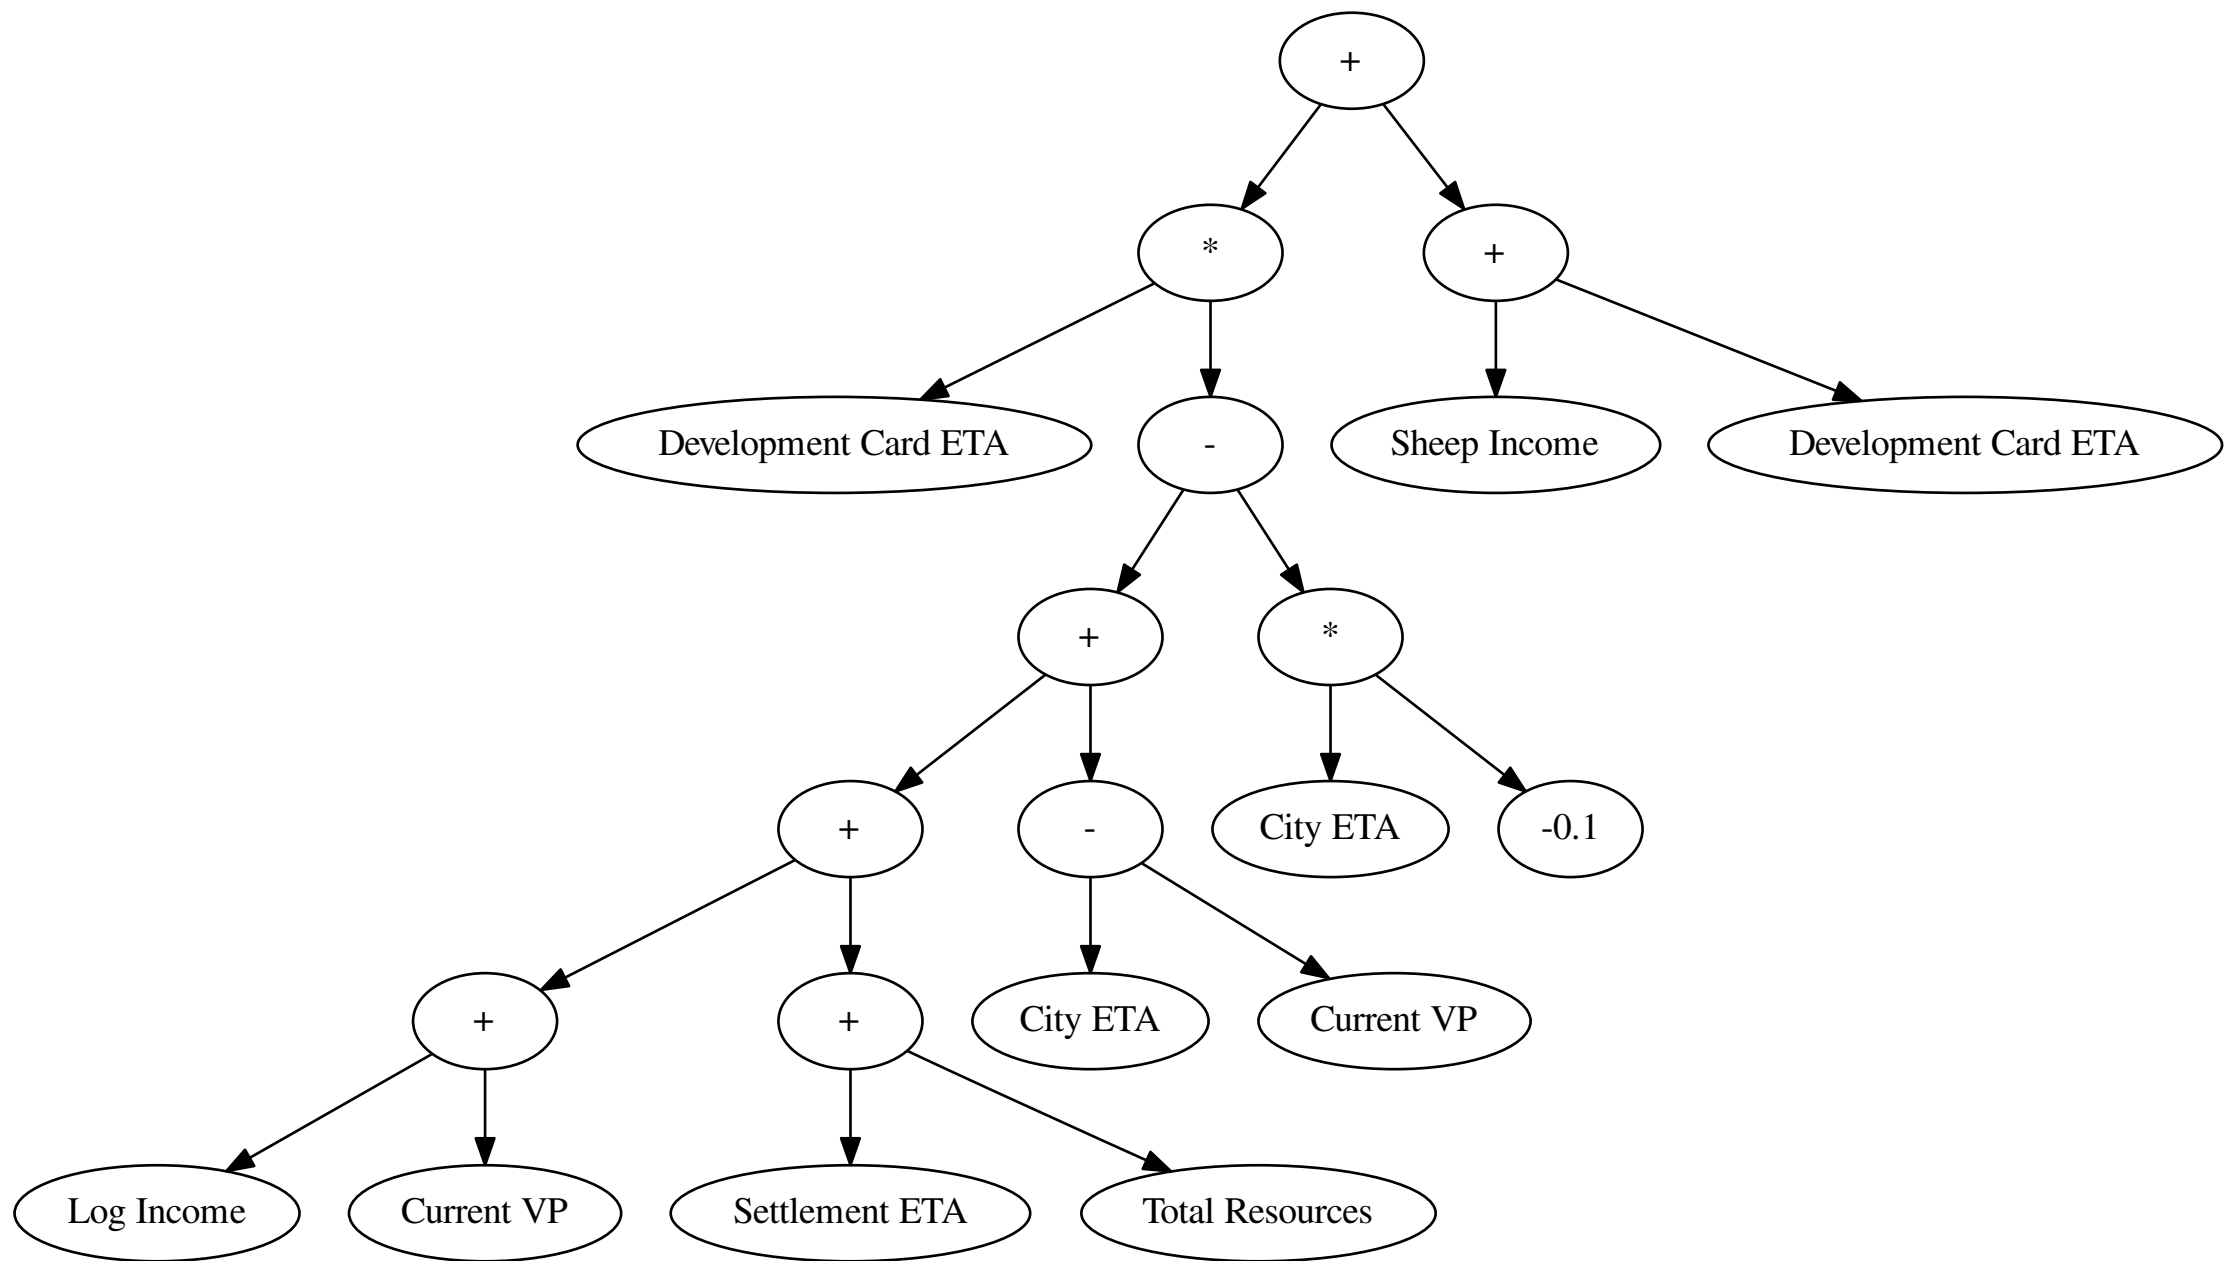 +
*
+
Development Card ETA
-
Sheep Income
Development Card ETA
+
*
+
-
City ETA
-0.1
+
+
City ETA
Current VP
Log Income
Current VP
Settlement ETA
Total Resources